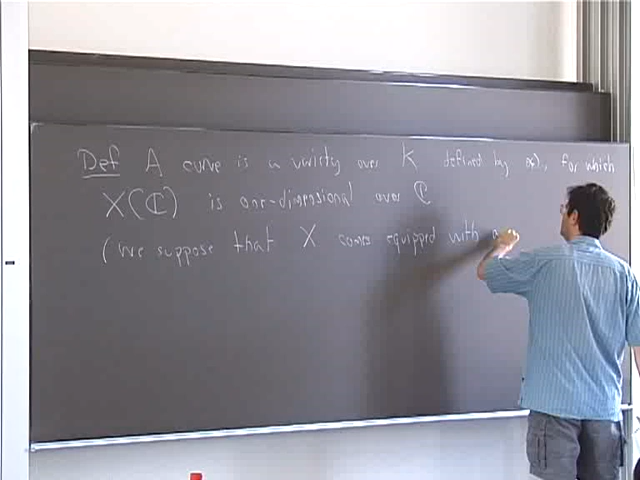 Def A curve is a variety over K defined by (*), for which
X(ℂ) is one-dimensional over ℂ
(We suppose that X comes equipped with a